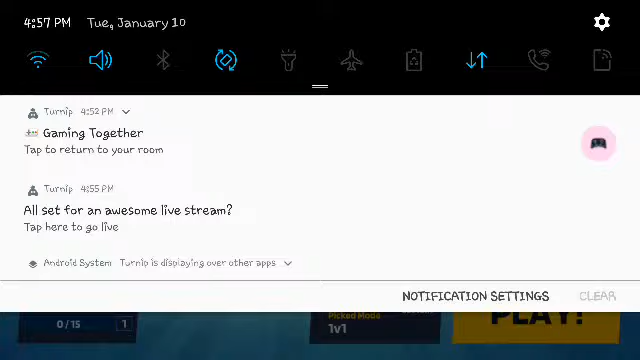 4:57 PM Tue, January 10
Turnip 4:52 PM
Gaming Together
Tap to return to your room
Turnip 4:55 PM
All set for an awesome live stream?
Tap here to go live
Android System Turnip is displaying over other apps
NOTIFICATION SETTINGS CLEAR
0/15 1
Picked Mode
1v1
PLAY!